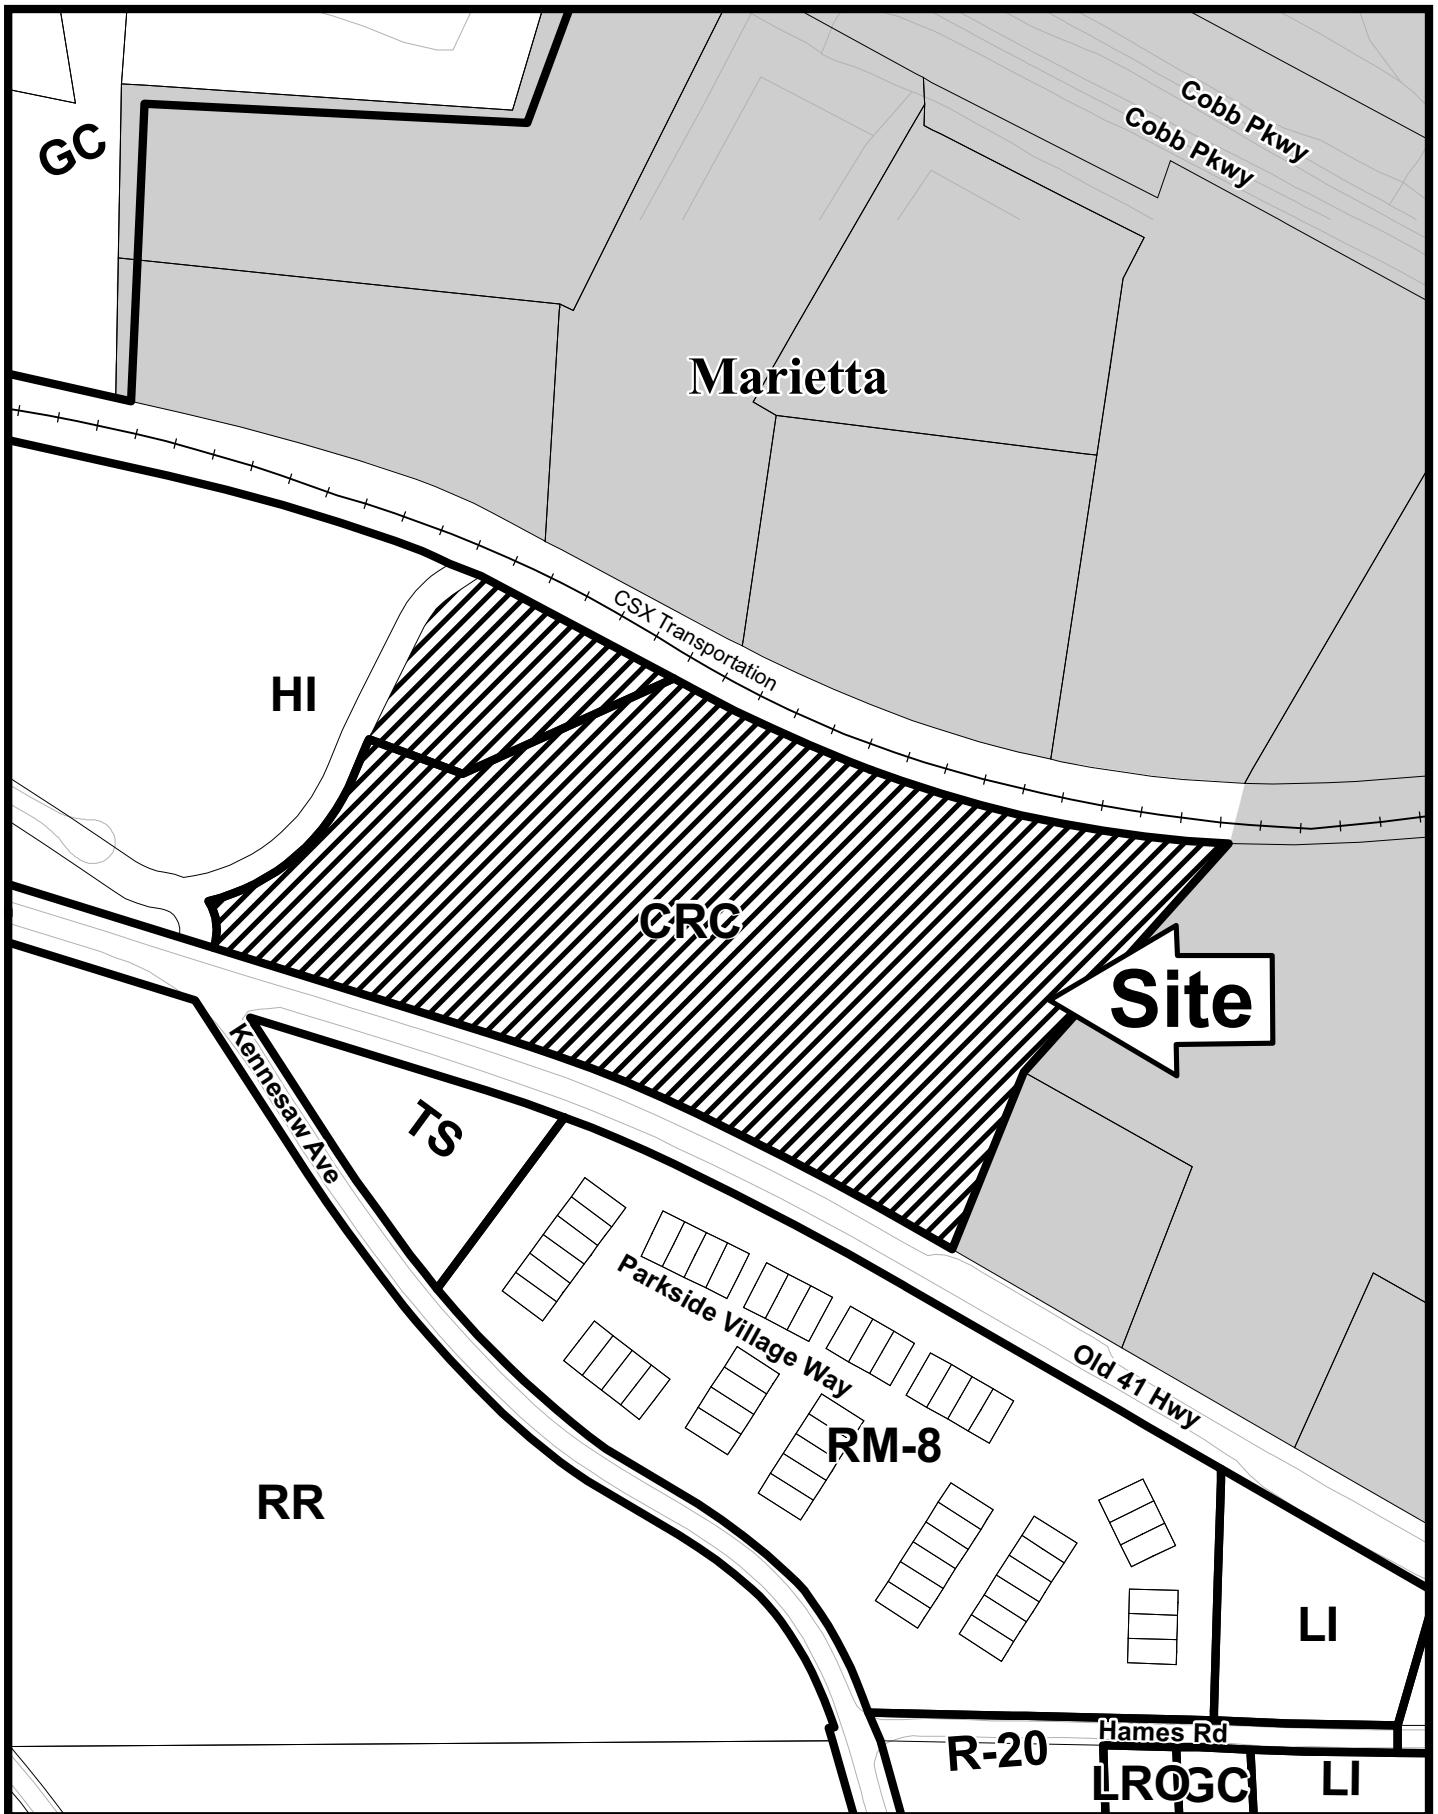 Cobb Pkwy
Cobb Pkwy
GC
Marietta
CSX Transportation
HI
CRC
Site
Kennesaw Ave
TS
Parkside Village Way
Old 41 Hwy
RM-8
RR
LI
Hames Rd
R-20
LRO
GC
LI